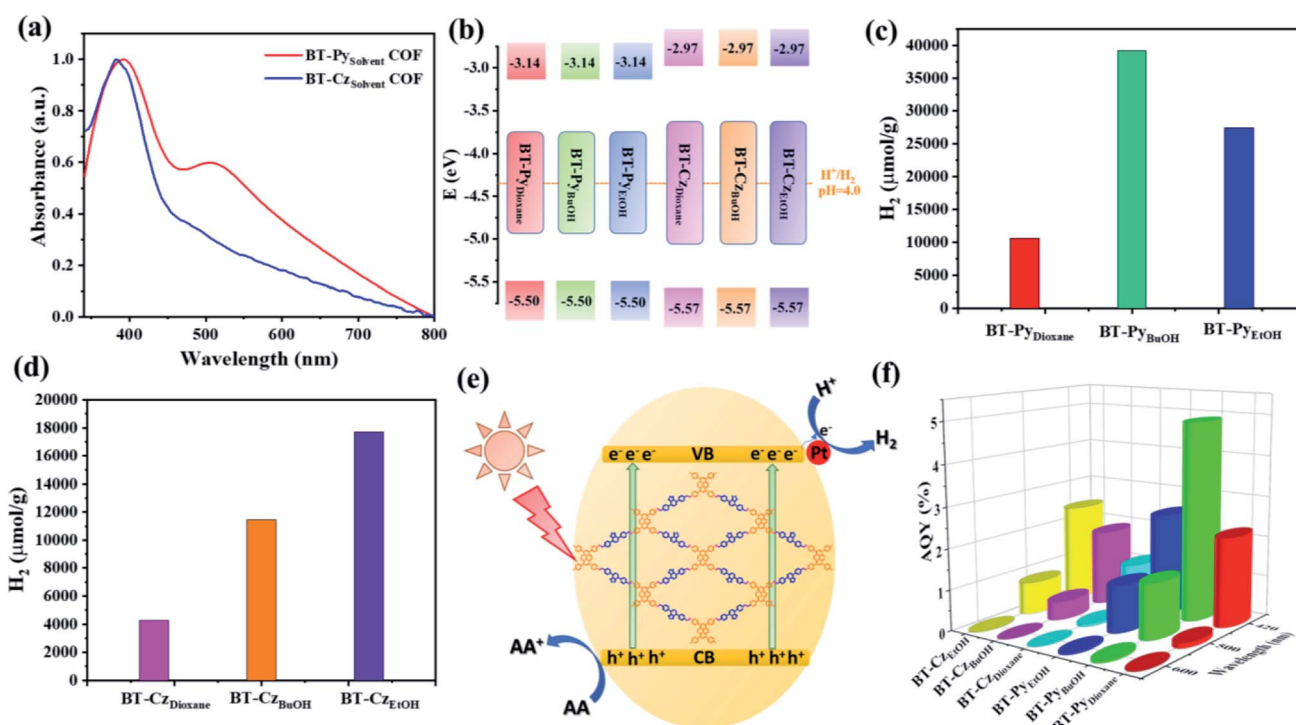 (a)
BT-Py Solvent COF
BT-Cz Solvent COF
Absorbance (a.u.)
1.0
0.8
0.6
0.4
0.2
0.0
400 500 600 700 800
Wavelength (nm)
(b)
E (eV)
-3.0
-3.5
-4.0
-4.5
-5.0
-5.5
-3.14 -3.14 -3.14 -2.97 -2.97 -2.97
BT-PyDioxane
BT-PyBuOH
BT-PyEtOH
BT-CzDioxane
BT-CzBuOH
BT-CzEtOH
H+/H2
pH=4.0
-5.50 -5.50 -5.50 -5.57 -5.57 -5.57
(c)
H2 (μmol/g)
40000
35000
30000
25000
20000
15000
10000
5000
0
BT-PyDioxane BT-PyBuOH BT-PyEtOH
(d)
H2 (μmol/g)
20000
18000
16000
14000
12000
10000
8000
6000
4000
2000
0
BT-CzDioxane BT-CzBuOH BT-CzEtOH
(e)
H+
e-
Pt
H2
e- e- e- VB e- e- e-
h+ h+ h+ CB h+ h+ h+
AA+
AA
(f)
AQY (%)
5
4
3
2
1
0
BT-CzEtOH
BT-CzBuOH
BT-CzDioxane
BT-PyEtOH
BT-PyBuOH
BT-PyDioxane
600
500
420
Wavelength (nm)